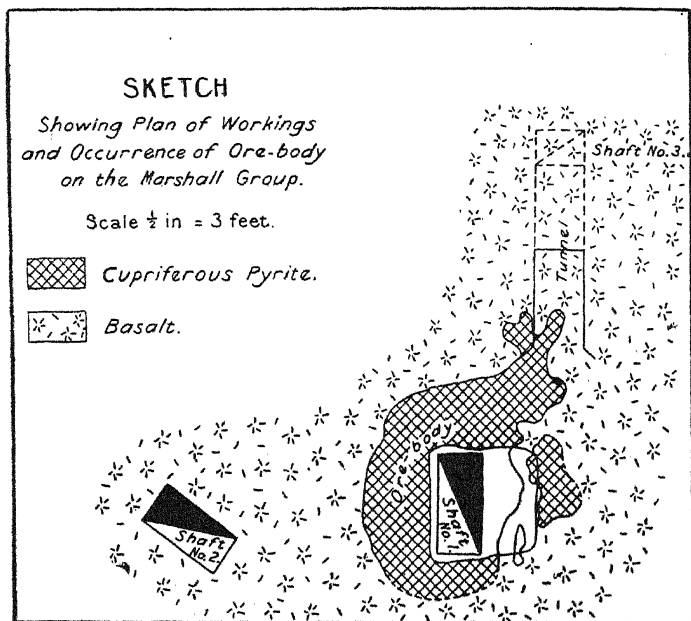 SKETCH
Showing Plan of Workings
and Occurrence of Ore-body
on the Marshall Group.
Scale ½ in = 3 feet.
Cupriferous Pyrite.
Basalt.
Shaft No.3.
Tunnel
Ore-body
Shaft
No.1.
Shaft
No.2.